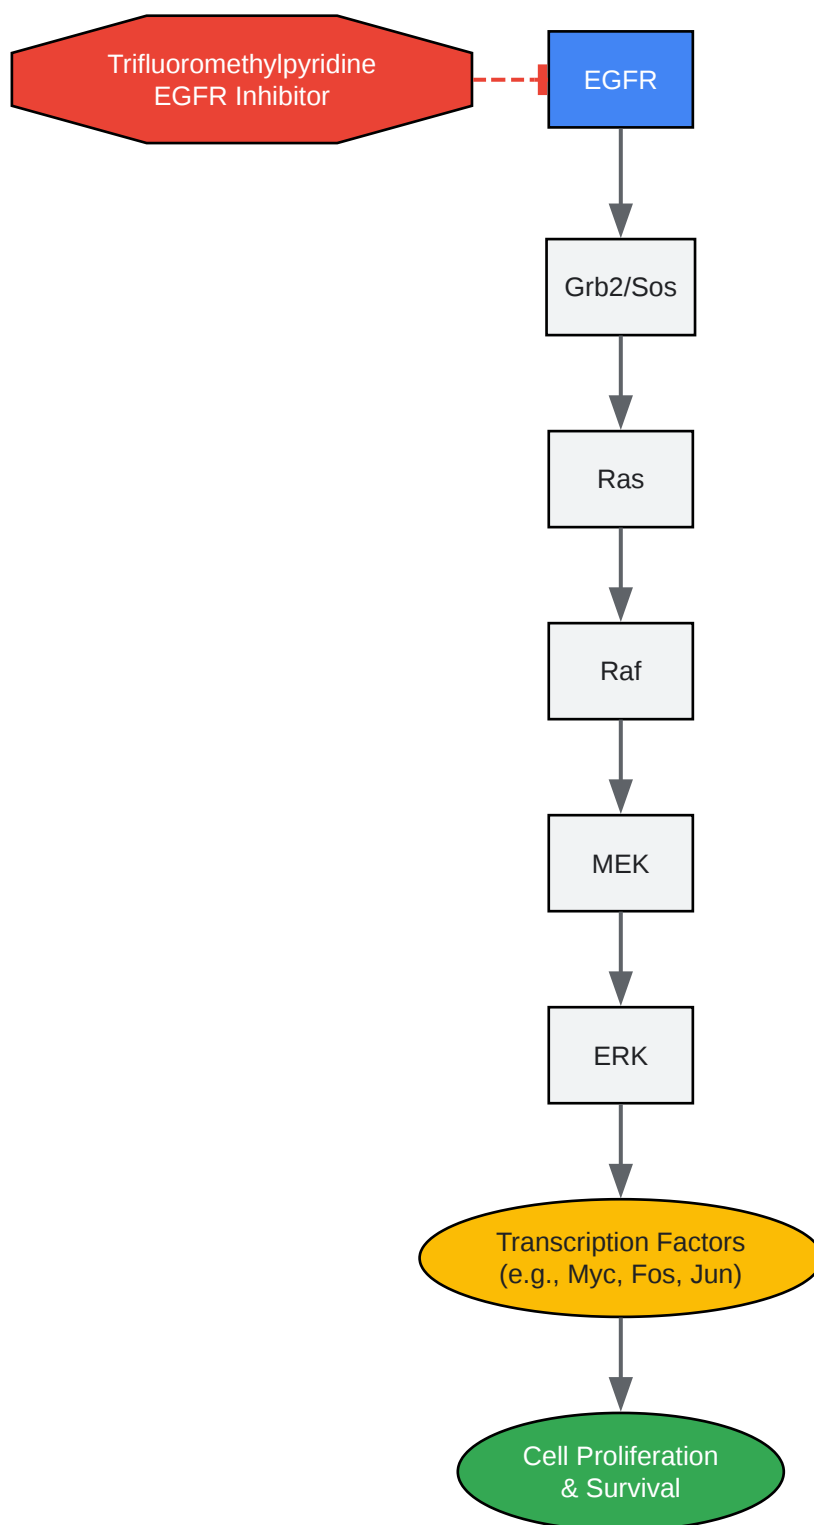 Trifluoromethylpyridine
EGFR Inhibitor
EGFR
Grb2/Sos
Ras
Raf
MEK
ERK
Transcription Factors
(e.g., Myc, Fos, Jun)
Cell Proliferation
& Survival